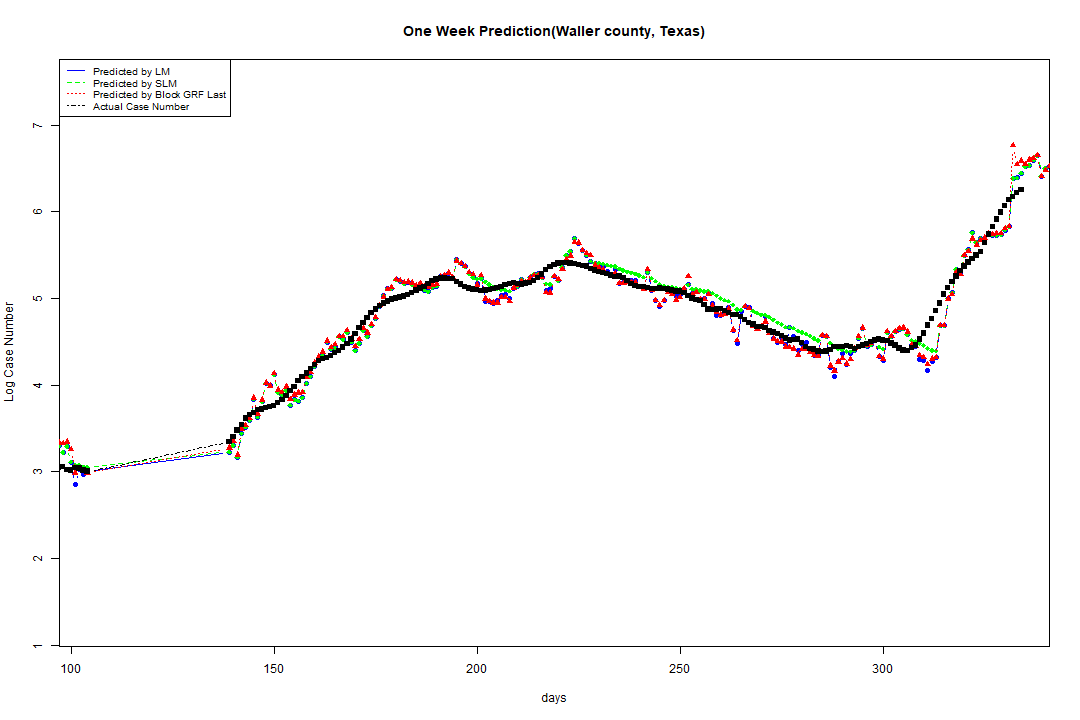 One Week Prediction(Waller county, Texas)
Predicted by LM
Predicted by SLM
Predicted by Block GRF Last
Actual Case Number
7
6
5
4
3
2
1
Log Case Number
100 150 200 250 300
days